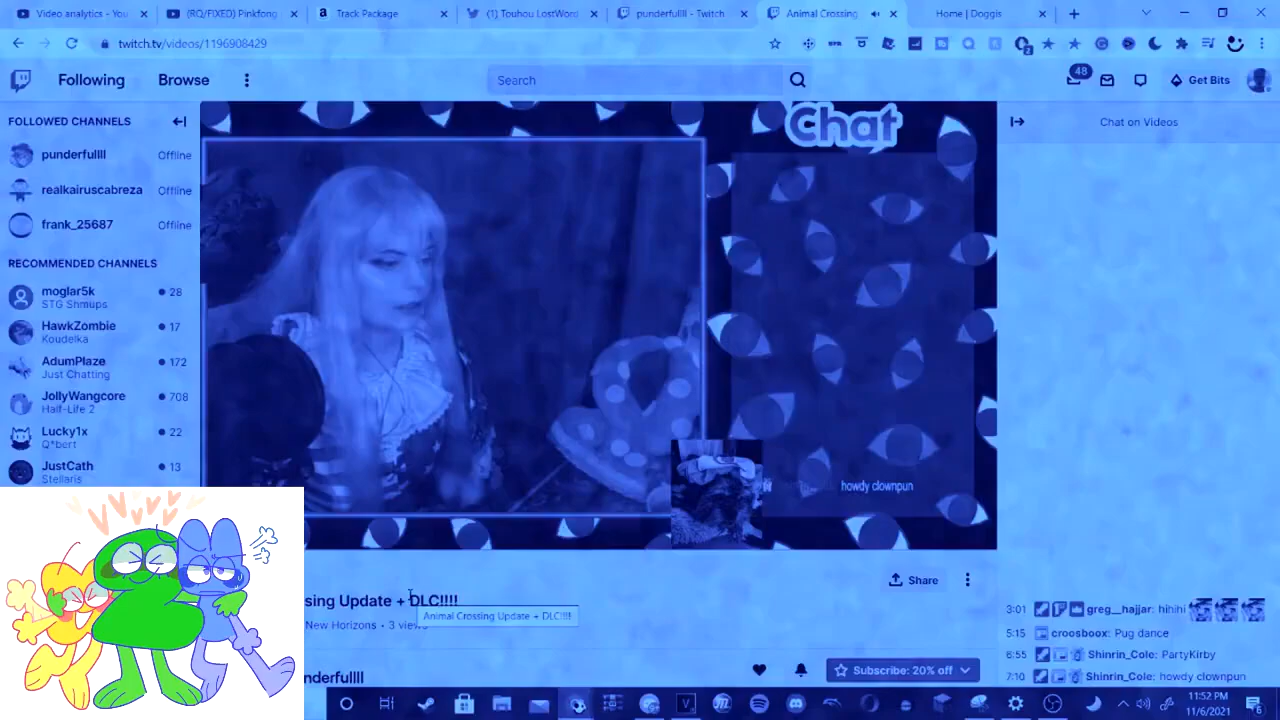 Video analytics - You
(RQ/FIXED) Pinkfong
Track Package
(1) Touhou LostWord
punderfullll - Twitch
Animal Crossing
Home | Doggis
twitch.tv/videos/1196908429
Following
Browse
Search
48
Get Bits
FOLLOWED CHANNELS
punderfullll Offline
realkairuscabreza Offline
frank_25687 Offline
RECOMMENDED CHANNELS
moglar5k 28
STG Shmups
HawkZombie 17
Koudelka
AdumPlaze 172
Just Chatting
JollyWangcore 708
Half-Life 2
Lucky1x 22
Q*bert
JustCath 13
Stellaris
Chat
howdy clownpun
Share
sing Update + DLC!!!!
Animal Crossing Update + DLC!!!!
New Horizons • 3 views
nderfullll
Subscribe: 20% off
Chat on Videos
3:01 greg__hajjar: hihihi
5:15 croosboox: Pug dance
6:55 Shinrin_Cole: PartyKirby
7:10 Shinrin_Cole: howdy clownpun
11:52 PM
11/6/2021